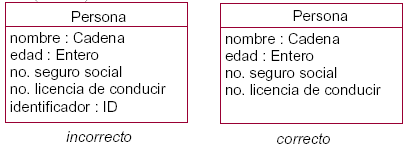 Persona
nombre : Cadena
edad : Entero
no. seguro social
no. licencia de conducir
identificador : ID
incorrecto
Persona
nombre : Cadena
edad : Entero
no. seguro social
no. licencia de conducir
correcto